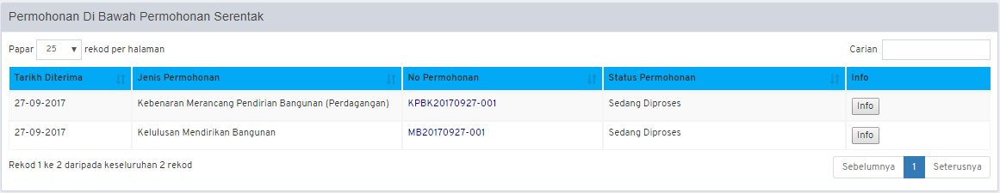 Permohonan Di Bawah Permohonan Serentak
Papar 25 rekod per halaman Carian
Tarikh Diterima Jenis Permohonan No Permohonan Status Permohonan Info
27-09-2017 Kebenaran Merancang Pendirian Bangunan (Perdagangan) KPBK20170927-001 Sedang Diproses Info
27-09-2017 Kelulusan Mendirikan Bangunan MB20170927-001 Sedang Diproses Info
Rekod 1 ke 2 daripada keseluruhan 2 rekod Sebelumnya 1 Seterusnya